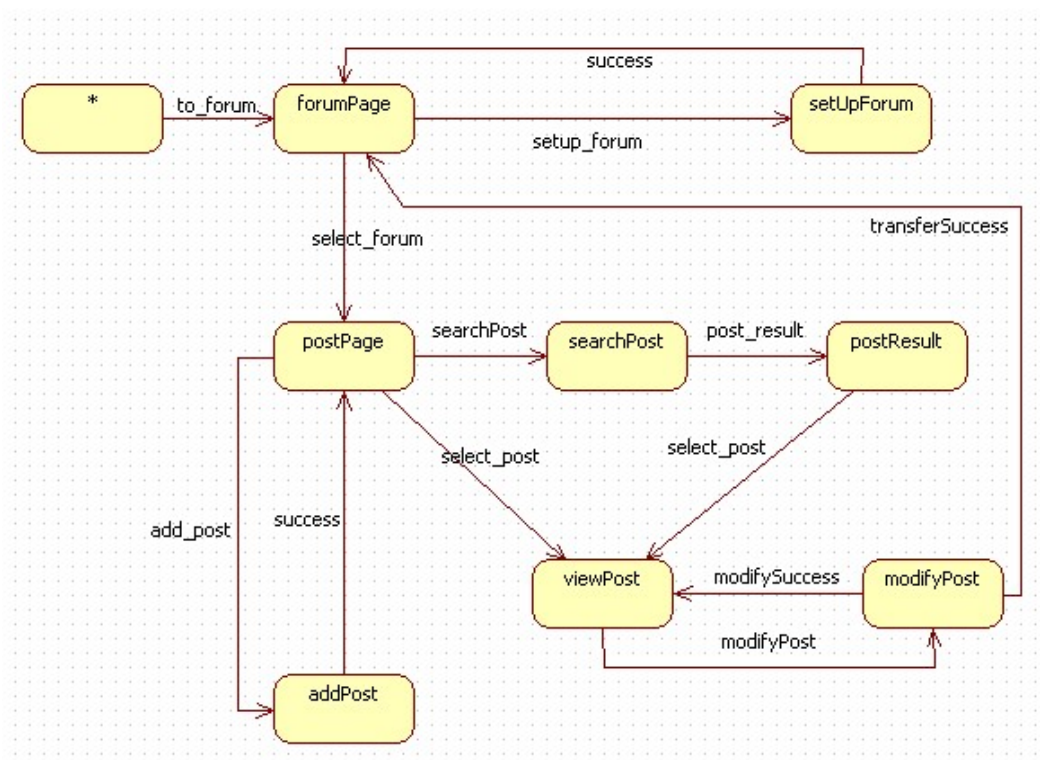 success
*
to_forum
forumPage
setUpForum
setup_forum
transferSuccess
select_forum
postPage
searchPost
searchPost
post_result
postResult
select_post
select_post
add_post
success
viewPost
modifySuccess
modifyPost
modifyPost
addPost